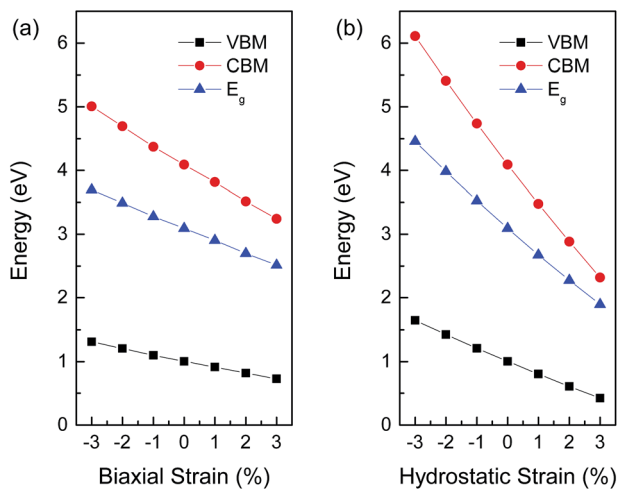 (a)
VBM
CBM
Eg
6
5
4
3
2
1
0
-3 -2 -1 0 1 2 3
Energy (eV)
Biaxial Strain (%)
(b)
VBM
CBM
Eg
6
5
4
3
2
1
0
-3 -2 -1 0 1 2 3
Energy (eV)
Hydrostatic Strain (%)